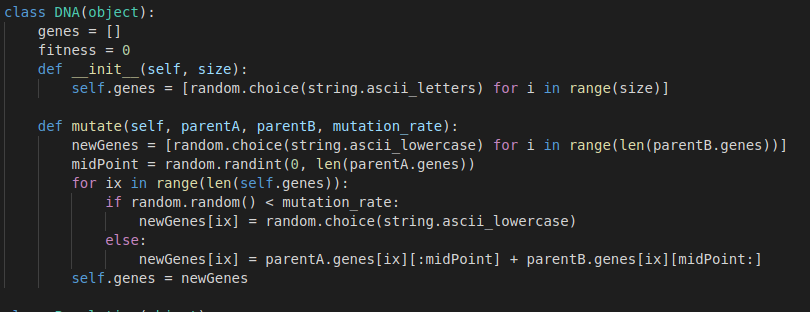 class DNA(object):
    genes = []
    fitness = 0
    def __init__(self, size):
        self.genes = [random.choice(string.ascii_letters) for i in range(size)]

    def mutate(self, parentA, parentB, mutation_rate):
        newGenes = [random.choice(string.ascii_lowercase) for i in range(len(parentB.genes))]
        midPoint = random.randint(0, len(parentA.genes))
        for ix in range(len(self.genes)):
            if random.random() < mutation_rate:
                newGenes[ix] = random.choice(string.ascii_lowercase)
            else:
                newGenes[ix] = parentA.genes[ix][:midPoint] + parentB.genes[ix][midPoint:]
        self.genes = newGenes